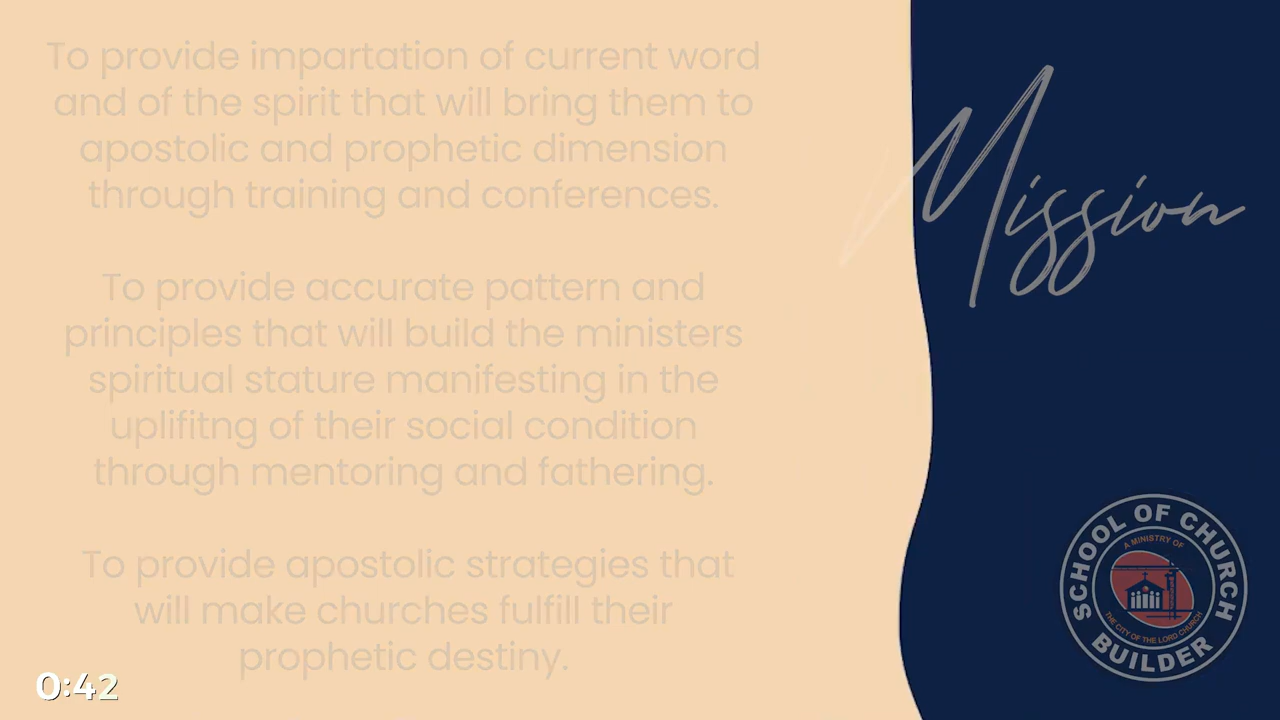 To provide impartation of current word
and of the spirit that will bring them to
apostolic and prophetic dimension
through training and conferences.
To provide accurate pattern and
principles that will build the ministers
spiritual stature manifesting in the
uplifitng of their social condition
through mentoring and fathering.
To provide apostolic strategies that
will make churches fulfill their
prophetic destiny.
Mission
SCHOOL OF CHURCH
BUILDER
A MINISTRY OF
THE CITY OF THE LORD CHURCH
0:42